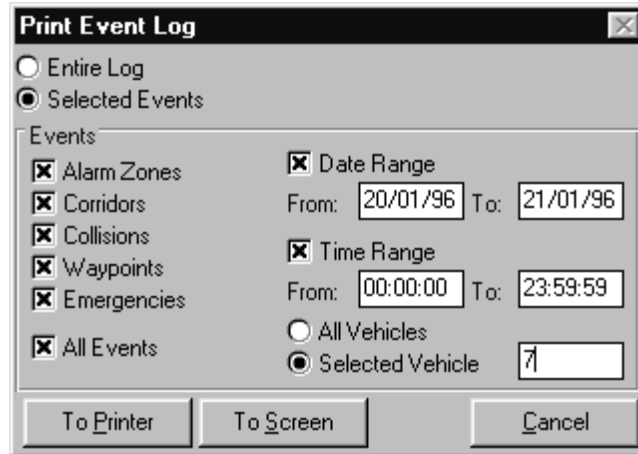 Print Event Log
Entire Log
Selected Events
Events
Alarm Zones
Corridors
Collisions
Waypoints
Emergencies
All Events
Date Range
From: 20/01/96 To: 21/01/96
Time Range
From: 00:00:00 To: 23:59:59
All Vehicles
Selected Vehicle 7
To Printer To Screen Cancel